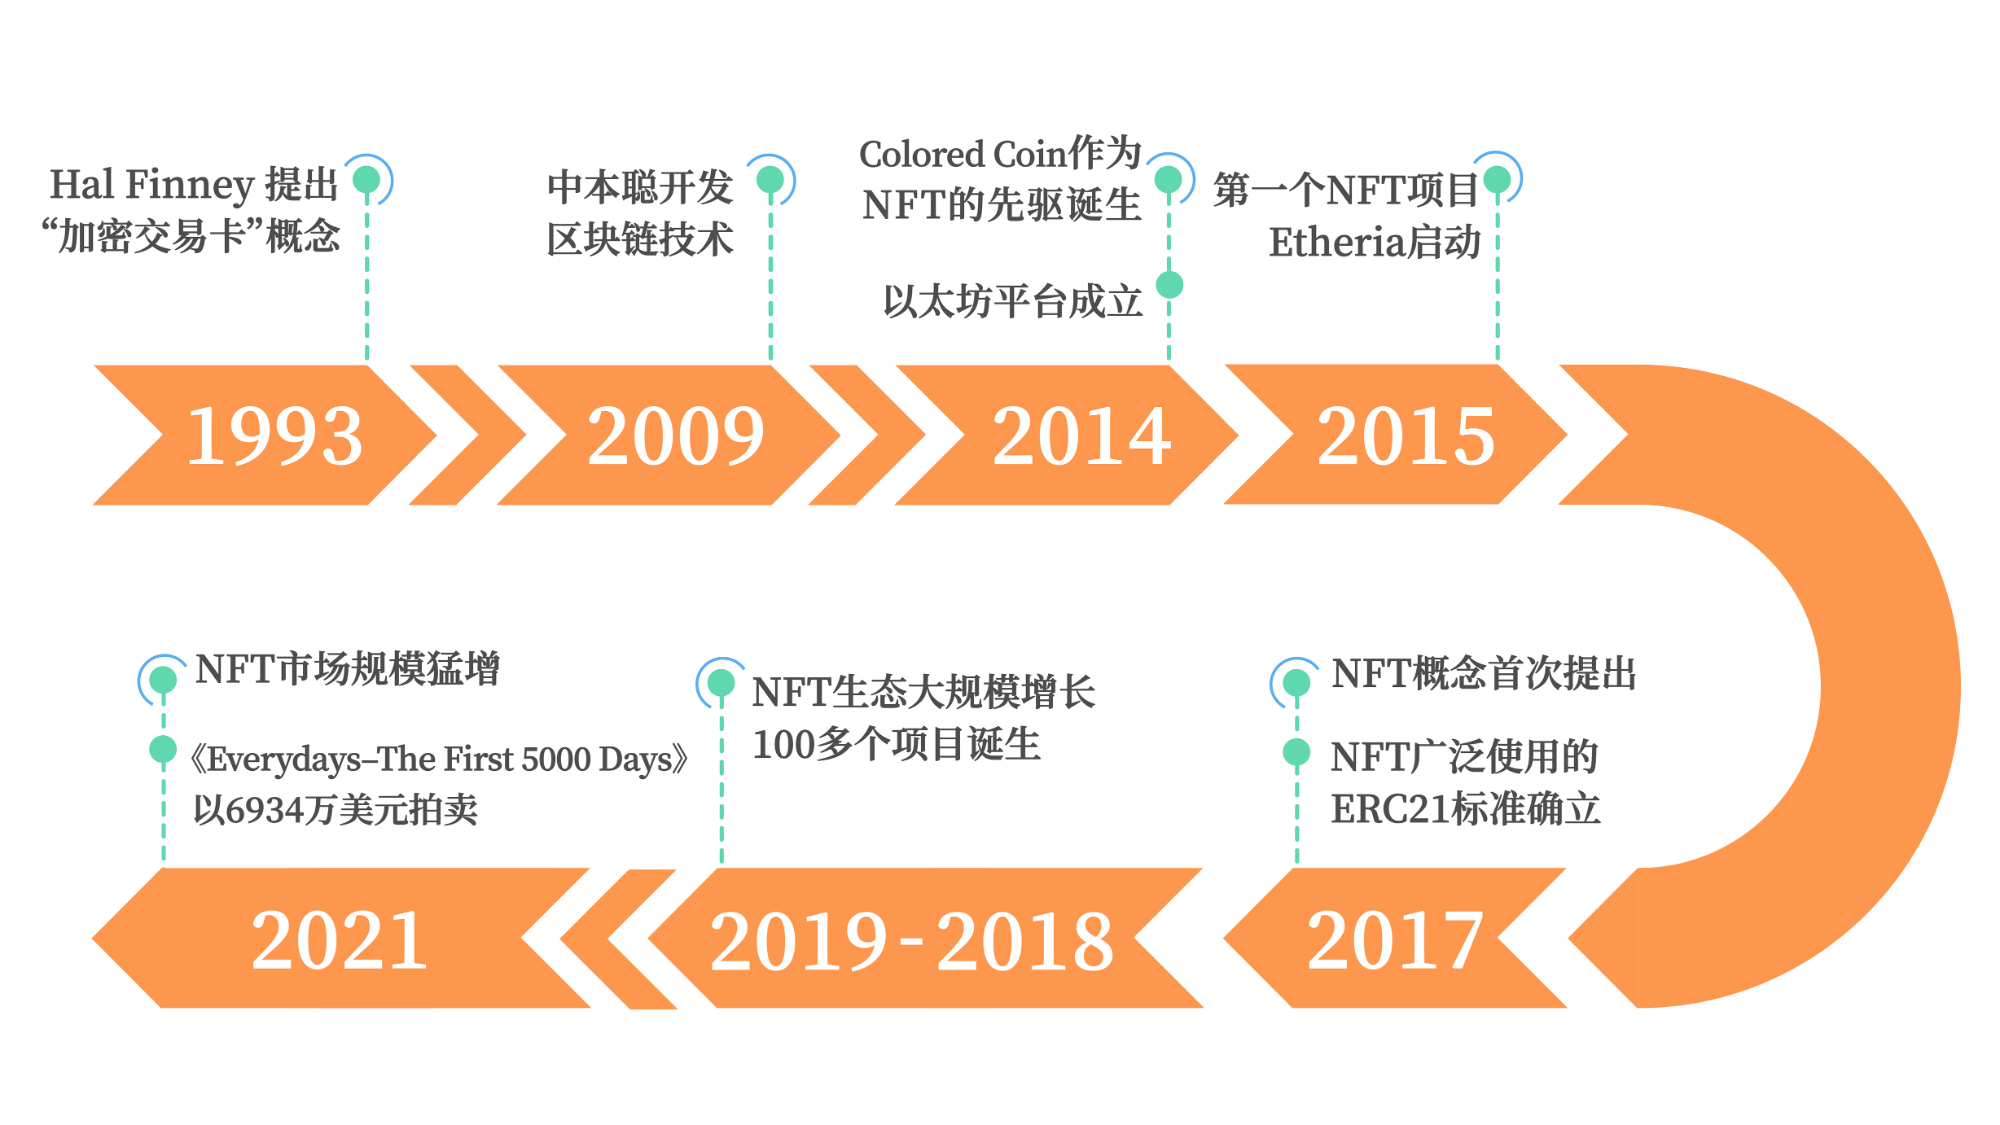 Hal Finney 提出
“加密交易卡”概念
中本聪开发
区块链技术
Colored Coin作为
NFT的先驱诞生
以太坊平台成立
第一个NFT项目
Etheria启动
1993
2009
2014
2015
NFT市场规模猛增
《Everydays–The First 5000 Days》
以6934万美元拍卖
NFT生态大规模增长
100多个项目诞生
NFT概念首次提出
NFT广泛使用的
ERC21标准确立
2021
2019-2018
2017